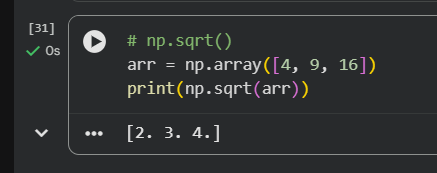 [31]
0s
# np.sqrt()
arr = np.array([4, 9, 16])
print(np.sqrt(arr))
[2. 3. 4.]